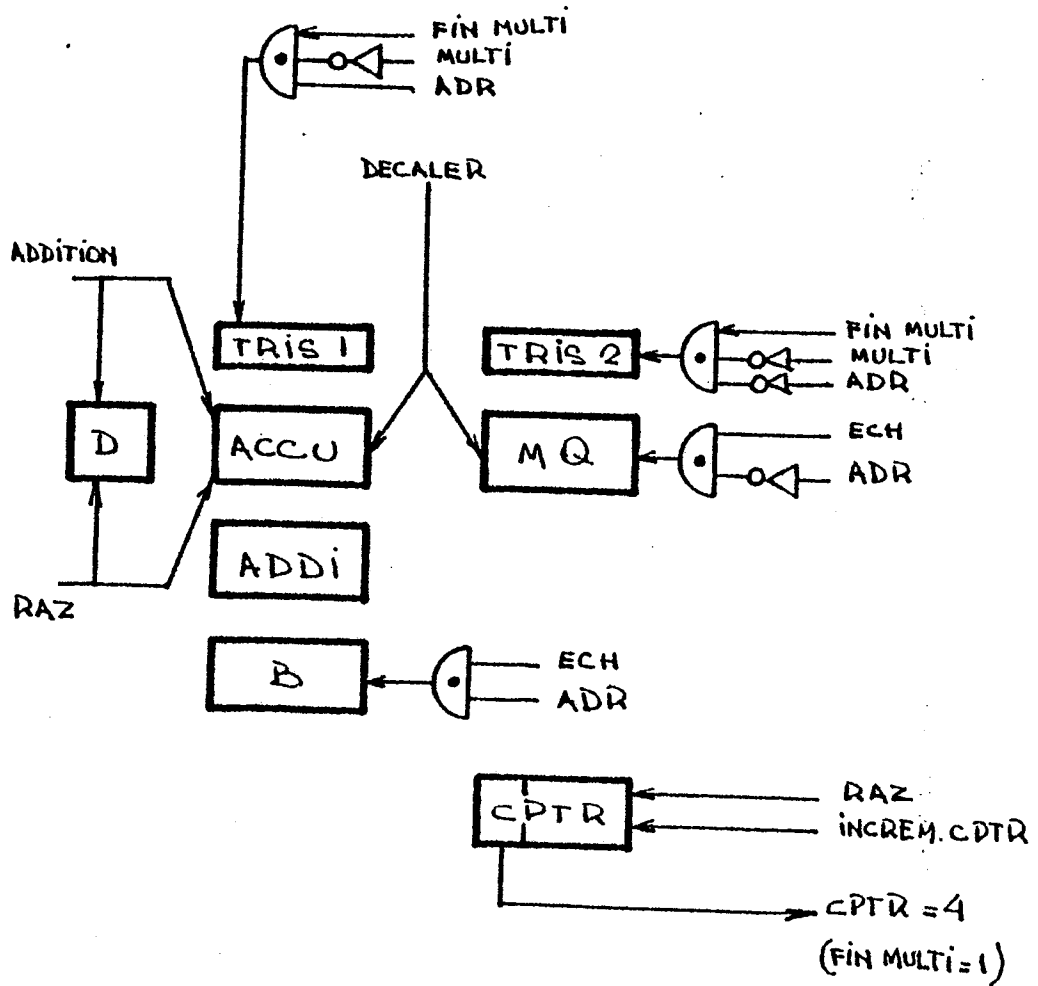 FiN MULTi
MULTi
ADR
DECALER
ADDiTiON
TRiS 1
TRiS 2
FiN MULTi
MULTi
ADR
D
ACCU
MQ
ECH
ADR
ADDi
RAZ
B
ECH
ADR
CPTR
RAZ
iNCREM. CPTR
CPTR = 4
(FiN MULTi = 1)